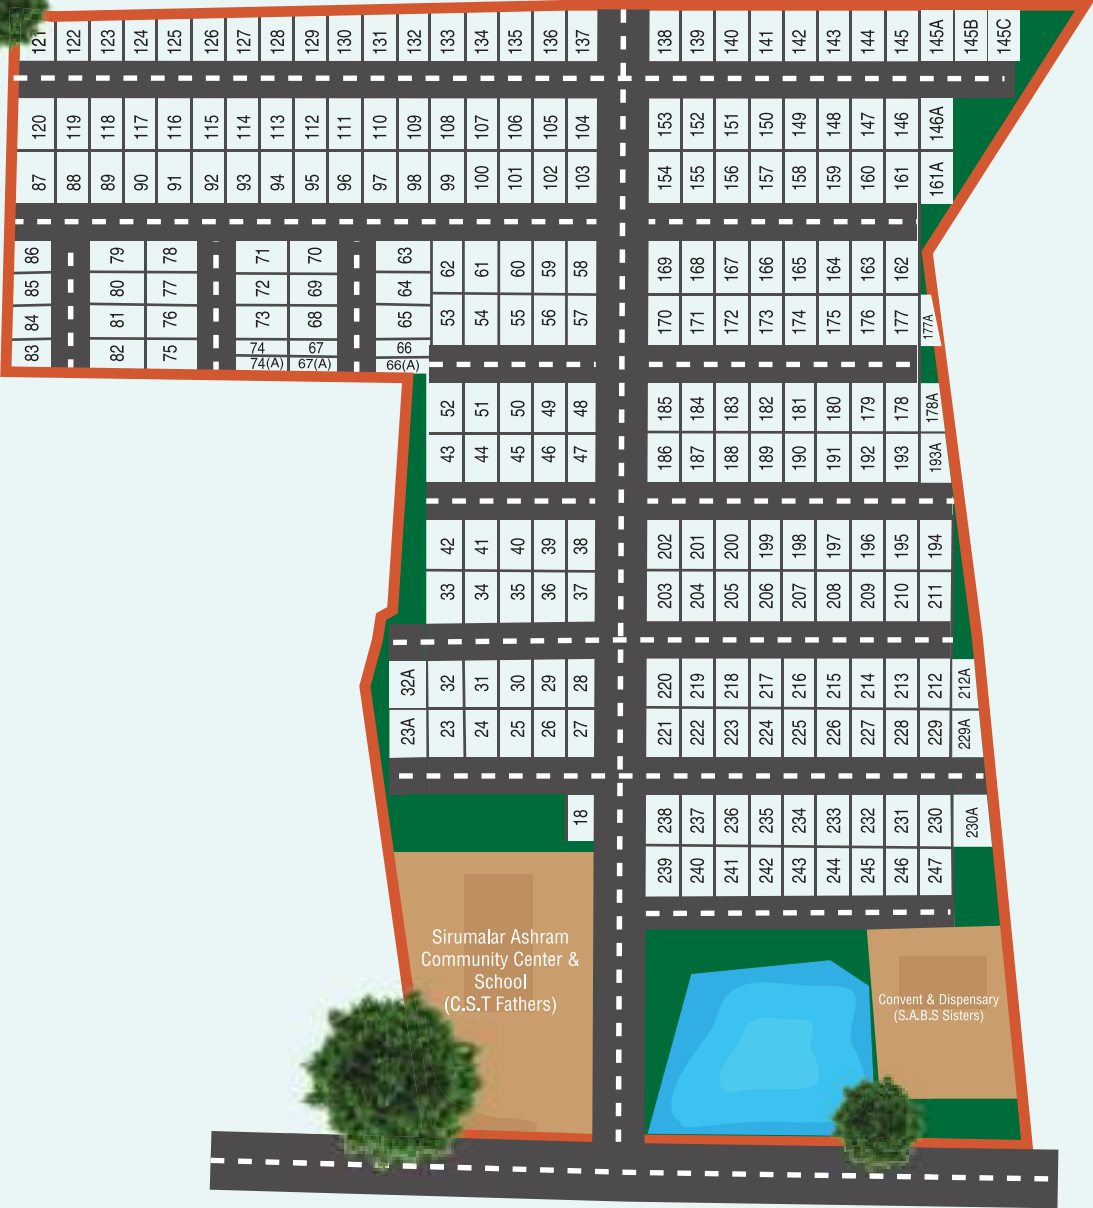 121 122 123 124 125 126 127 128 129 130 131 132 133 134 135 136 137 138 139 140 141 142 143 144 145 145A 145B 145C
120 119 118 117 116 115 114 113 112 111 110 109 108 107 106 105 104 153 152 151 150 149 148 147 146 146A
87 88 89 90 91 92 93 94 95 96 97 98 99 100 101 102 103 154 155 156 157 158 159 160 161 161A
86 79 78 71 70 63 62 61 60 59 58 169 168 167 166 165 164 163 162
85 80 77 72 69 64
84 81 76 73 68 65 53 54 55 56 57 170 171 172 173 174 175 176 177 177A
83 82 75 74 67 66
74(A) 67(A) 66(A)
52 51 50 49 48 185 184 183 182 181 180 179 178 178A
43 44 45 46 47 186 187 188 189 190 191 192 193 193A
42 41 40 39 38 202 201 200 199 198 197 196 195 194
33 34 35 36 37 203 204 205 206 207 208 209 210 211
32A 32 31 30 29 28 220 219 218 217 216 215 214 213 212 212A
23A 23 24 25 26 27 221 222 223 224 225 226 227 228 229 229A
18 238 237 236 235 234 233 232 231 230 230A
239 240 241 242 243 244 245 246 247
Sirumalar Ashram
Community Center &
School
(C.S.T Fathers)
Convent & Dispensary
(S.A.B.S Sisters)